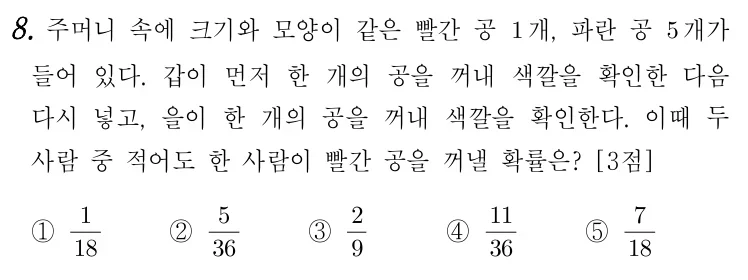 8. 주머니 속에 크기와 모양이 같은 빨간 공 1개, 파란 공 5개가
들어 있다. 갑이 먼저 한 개의 공을 꺼내 색깔을 확인한 다음
다시 넣고, 을이 한 개의 공을 꺼내 색깔을 확인한다. 이때 두
사람 중 적어도 한 사람이 빨간 공을 꺼낼 확률은? [3점]
① 1/18 ② 5/36 ③ 2/9 ④ 11/36 ⑤ 7/18